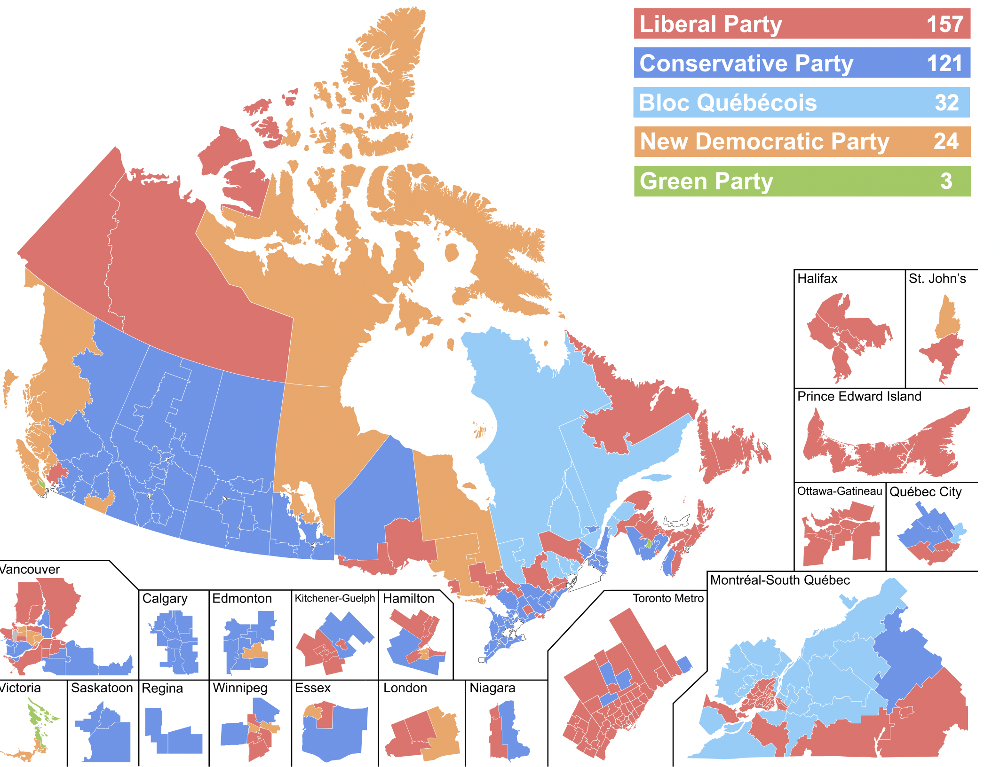 Liberal Party 157
Conservative Party 121
Bloc Québécois 32
New Democratic Party 24
Green Party 3
Halifax
St. John’s
Prince Edward Island
Ottawa-Gatineau
Québec City
Vancouver
Calgary
Edmonton
Kitchener-Guelph
Hamilton
Toronto Metro
Montréal-South Québec
Victoria
Saskatoon
Regina
Winnipeg
Essex
London
Niagara